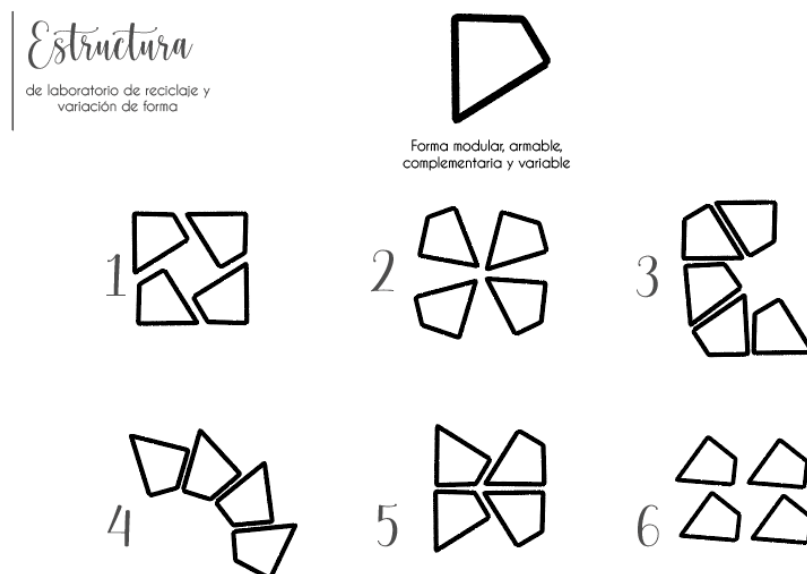 Estructura
de laboratorio de reciclaje y
variación de forma
Forma modular, armable,
complementaria y variable
1
2
3
4
5
6